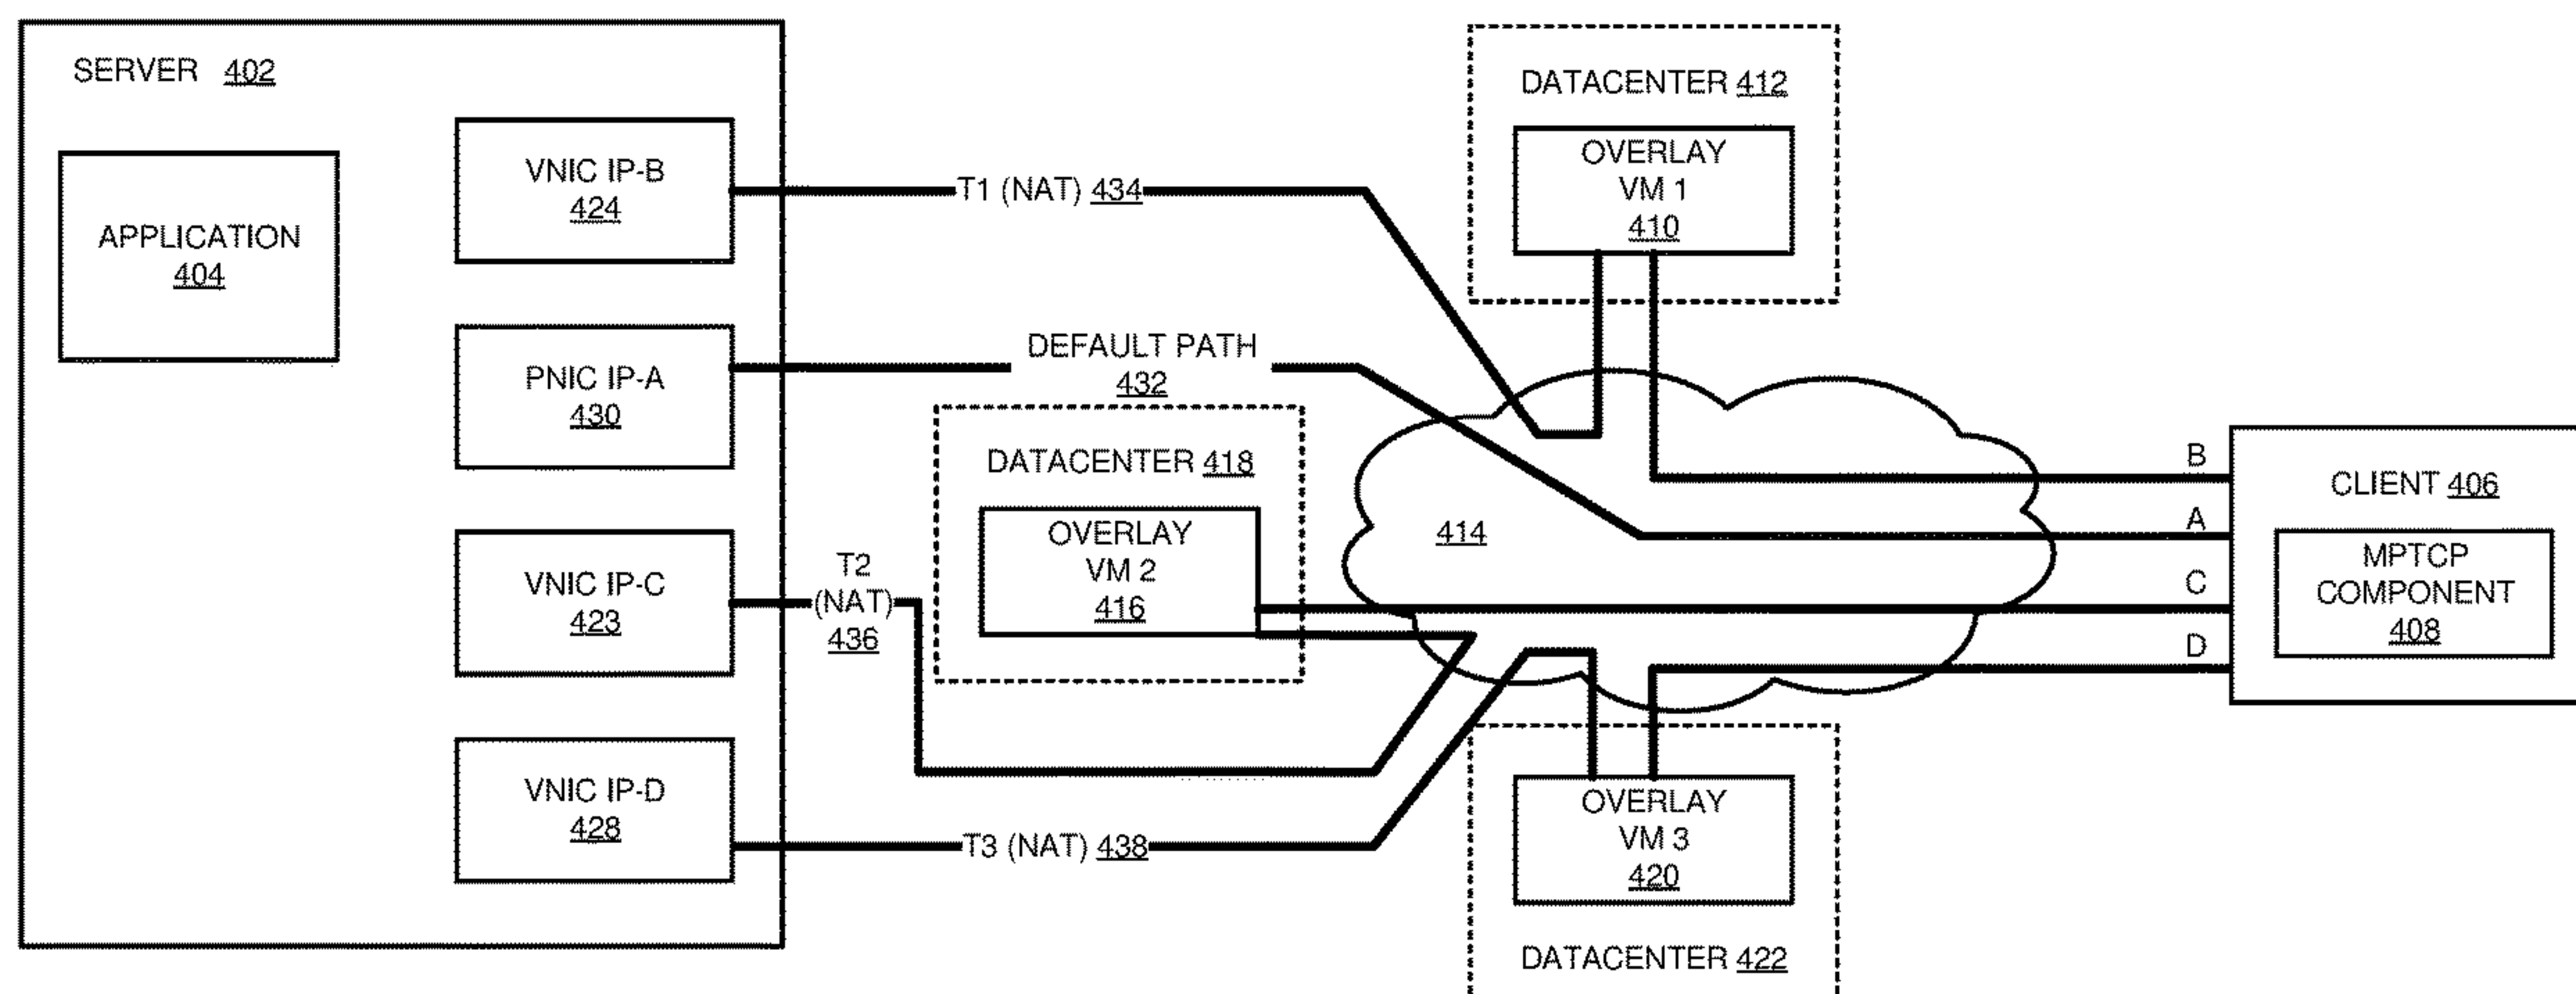 SERVER 402
APPLICATION
404
VNIC IP-B
424
PNIC IP-A
430
VNIC IP-C
423
VNIC IP-D
428
T1 (NAT) 434
DEFAULT PATH
432
T2
(NAT)
436
T3 (NAT) 438
DATACENTER 418
OVERLAY
VM 2
416
DATACENTER 412
OVERLAY
VM 1
410
414
OVERLAY
VM 3
420
DATACENTER 422
B
A
C
D
CLIENT 406
MPTCP
COMPONENT
408